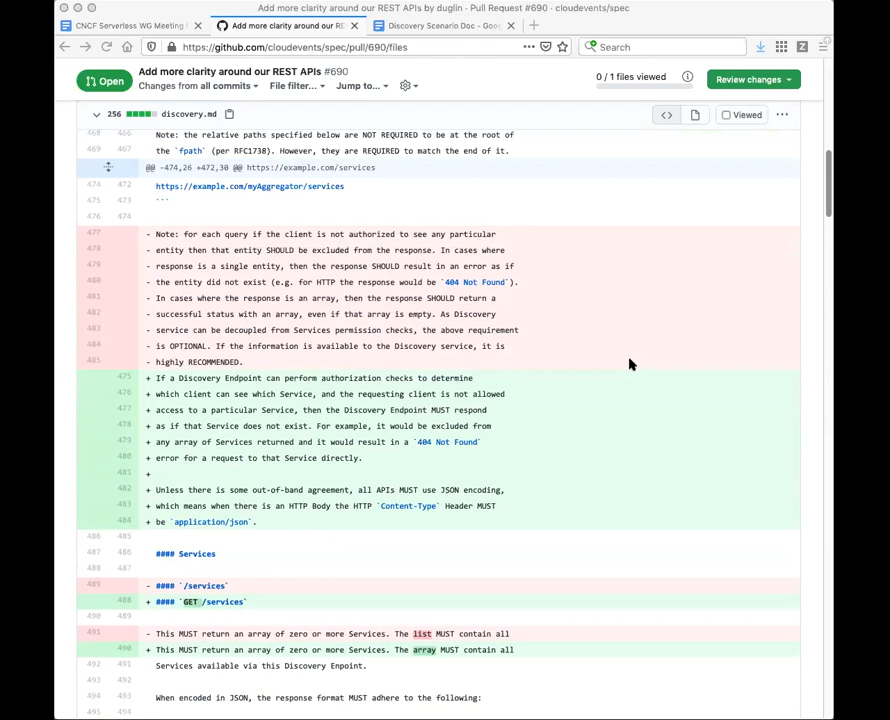 Add more clarity around our REST APIs by duglin · Pull Request #690 · cloudevents/spec
CNCF Serverless WG Meeting × Add more clarity around our REST APIs × Discovery Scenario Doc - Goo × +
https://github.com/cloudevents/spec/pull/690/files Search
Open Add more clarity around our REST APIs #690
Changes from all commits File filter... Jump to...
0 / 1 files viewed Review changes
256 discovery.md Viewed
468 466 Note: the relative paths specified below are NOT REQUIRED to be at the root of
469 467 the `fpath` (per RFC1738). However, they are REQUIRED to match the end of it.
@@ -474,26 +472,30 @@ https://example.com/services
474 472 https://example.com/myAggregator/services
475 473 ```
476 474
477 - Note: for each query if the client is not authorized to see any particular
478 - entity then that entity SHOULD be excluded from the response. In cases where
479 - response is a single entity, then the response SHOULD result in an error as if
480 - the entity did not exist (e.g. for HTTP the response would be `404 Not Found`).
481 - In cases where the response is an array, then the response SHOULD return a
482 - successful status with an array, even if that array is empty. As Discovery
483 - service can be decoupled from Services permission checks, the above requirement
484 - is OPTIONAL. If the information is available to the Discovery service, it is
485 - highly RECOMMENDED.
475 + If a Discovery Endpoint can perform authorization checks to determine
476 + which client can see which Service, and the requesting client is not allowed
477 + access to a particular Service, then the Discovery Endpoint MUST respond
478 + as if that Service does not exist. For example, it would be excluded from
479 + any array of Services returned and it would result in a `404 Not Found`
480 + error for a request to that Service directly.
481 +
482 + Unless there is some out-of-band agreement, all APIs MUST use JSON encoding,
483 + which means when there is an HTTP Body the HTTP `Content-Type` Header MUST
484 + be `application/json`.
486 485
487 486 #### Services
488 487
489 - #### `/services`
488 + #### `GET /services`
490 489
491 - This MUST return an array of zero or more Services. The list MUST contain all
490 + This MUST return an array of zero or more Services. The array MUST contain all
492 491 Services available via this Discovery Enpoint.
493 492
494 493 When encoded in JSON, the response format MUST adhere to the following:
495 494